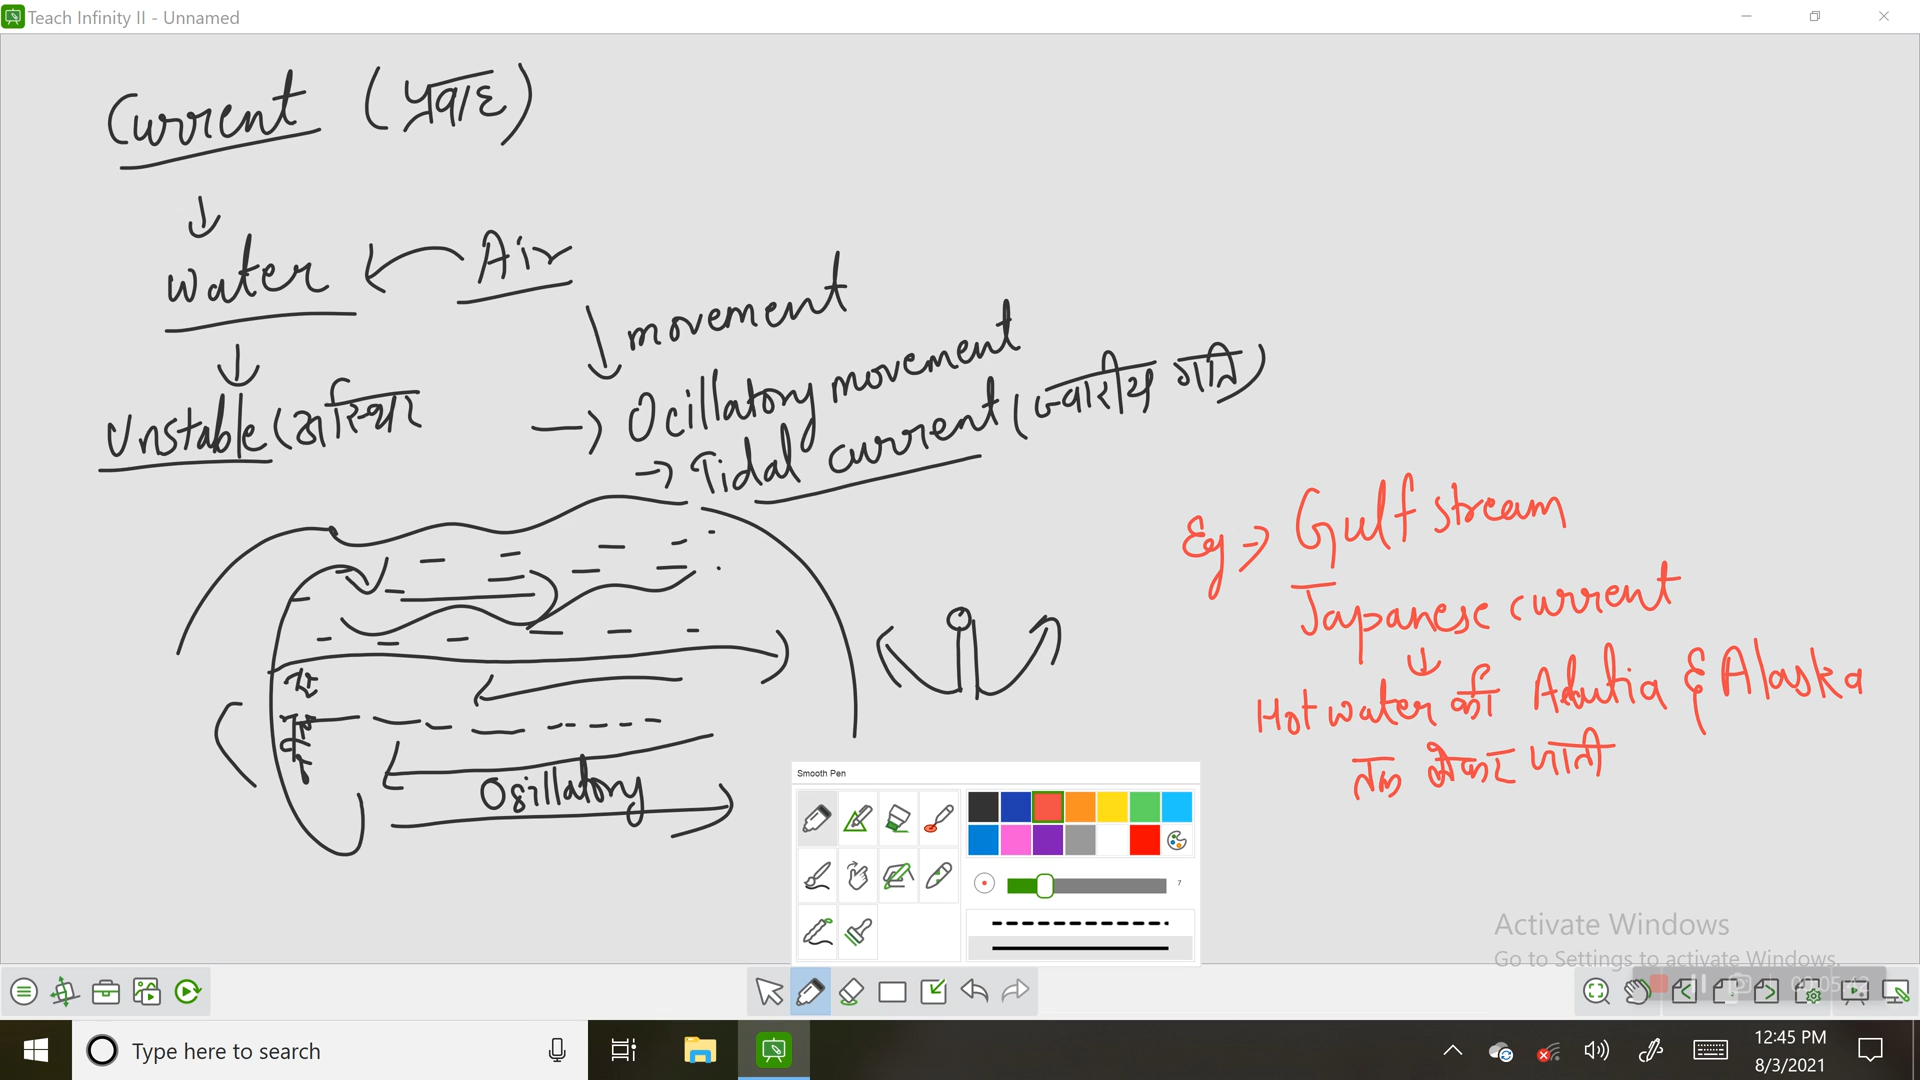 Teach Infinity II - Unnamed
Current (प्रवाह)
Water
Air
movement
Unstable (अस्थिर
Ocillatory movement
Tidal current (ज्वारीय गति)
Eg → Gulf stream
Japanese current
Hot water को & Alaska
तक लेकर जाती
Osillatory
Smooth Pen
7
Activate Windows
Go to Settings to activate Windows.
Type here to search
12:45 PM
8/3/2021